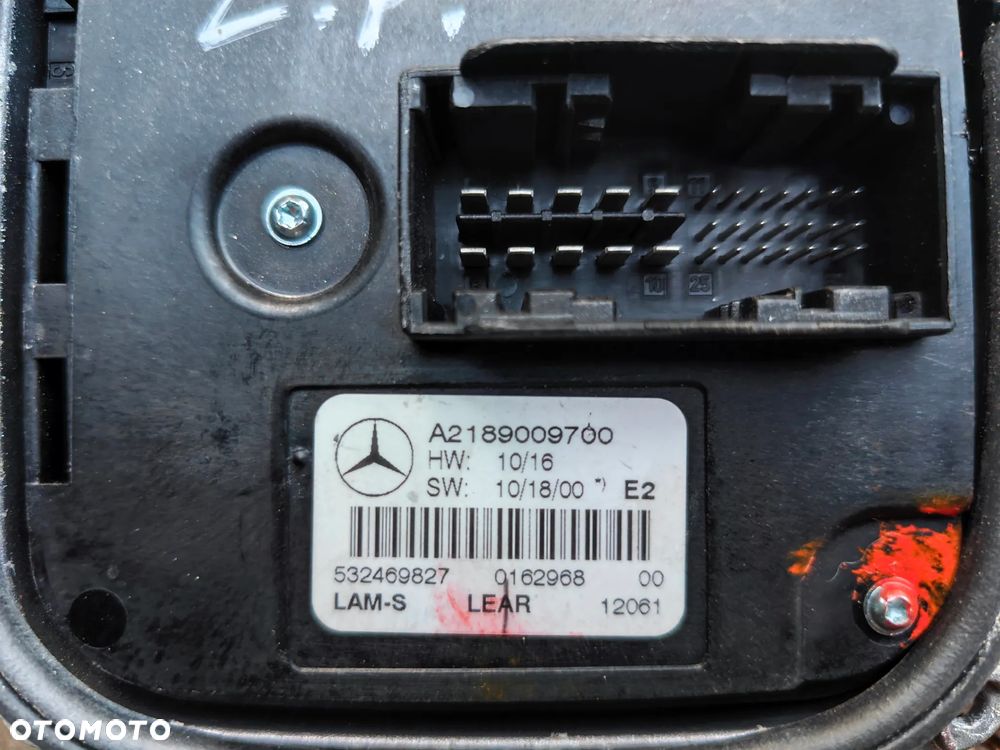 L.P.
A2189009700
HW: 10/16
SW: 10/18/00 *) E2
532469827 0162968 00
LAM-S LEAR 12061
10 25
OTOMOTO